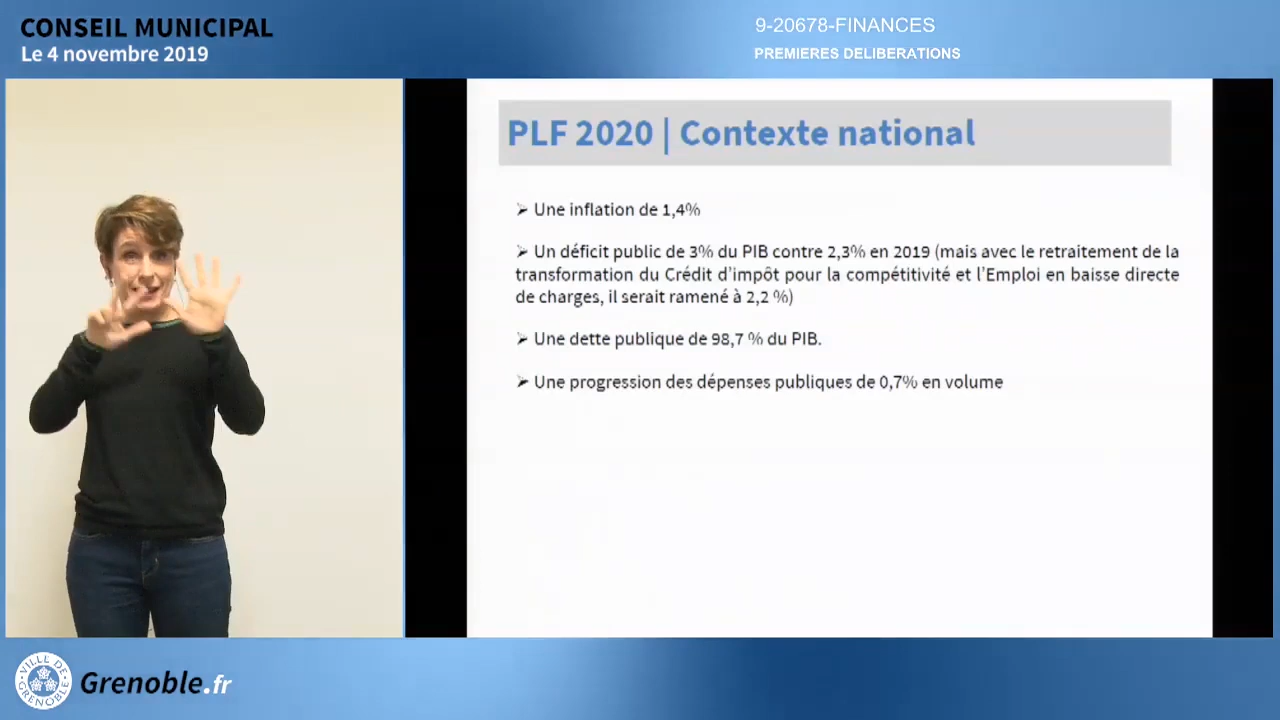 CONSEIL MUNICIPAL
Le 4 novembre 2019
9-20678-FINANCES
PREMIERES DELIBERATIONS
PLF 2020 | Contexte national
➢ Une inflation de 1,4%
➢ Un déficit public de 3% du PIB contre 2,3% en 2019 (mais avec le retraitement de la
transformation du Crédit d'impôt pour la compétitivité et l'Emploi en baisse directe
de charges, il serait ramené à 2,2 %)
➢ Une dette publique de 98,7 % du PIB.
➢ Une progression des dépenses publiques de 0,7% en volume
VILLE DE
GRENOBLE
Grenoble.fr